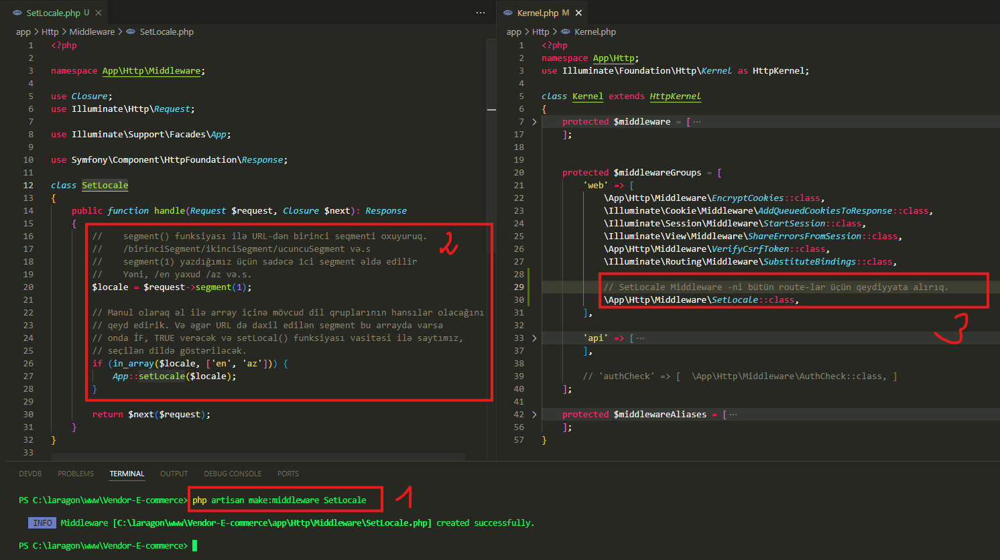 SetLocale.php U
app > Http > Middleware > SetLocale.php
1 <?php
2
3 namespace App\Http\Middleware;
4
5 use Closure;
6 use Illuminate\Http\Request;
7
8 use Illuminate\Support\Facades\App;
9
10 use Symfony\Component\HttpFoundation\Response;
11
12 class SetLocale
13 {
14 public function handle(Request $request, Closure $next): Response
15 {
16 // segment() funksiyası ilə URL-dən birinci seqmenti oxuyuruq.
17 // /birinciSegment/ikinciSegment/ucuncuSegment və.s
18 // segment(1) yazdığımız üçün sadəcə 1ci segment əldə edilir
19 // Yəni, /en yaxud /az və.s.
20 $locale = $request->segment(1);
21
22 // Manul olaraq əl ilə array içinə mövcud dil qruplarının hansılar olacağını
23 // qeyd edirik. Və əgər URL də daxil edilən segment bu arrayda varsa
24 // onda İF, TRUE verəcək və setLocal() funksiyası vasitəsi ilə saytımız,
25 // seçilən dildə göstəriləcək.
26 if (in_array($locale, ['en', 'az'])) {
27 App::setLocale($locale);
28 }
29
30 return $next($request);
31 }
32 }
33
2
Kernel.php M
app > Http > Kernel.php
1 <?php
2 namespace App\Http;
3 use Illuminate\Foundation\Http\Kernel as HttpKernel;
4
5 class Kernel extends HttpKernel
6 {
7 protected $middleware = [ ···
17 ];
18
19
20 protected $middlewareGroups = [
21 'web' => [
22 \App\Http\Middleware\EncryptCookies::class,
23 \Illuminate\Cookie\Middleware\AddQueuedCookiesToResponse::class,
24 \Illuminate\Session\Middleware\StartSession::class,
25 \Illuminate\View\Middleware\ShareErrorsFromSession::class,
26 \App\Http\Middleware\VerifyCsrfToken::class,
27 \Illuminate\Routing\Middleware\SubstituteBindings::class,
28
29 // SetLocale Middleware -ni bütün route-lar üçün qeydiyyata alırıq.
30 \App\Http\Middleware\SetLocale::class,
31 ],
32
33 'api' => [ ···
37 ],
38
39 // 'authCheck' => [ \App\Http\Middleware\AuthCheck::class, ]
40 ];
41
42 protected $middlewareAliases = [ ···
56 ];
57 }
3
DEVDB PROBLEMS TERMINAL OUTPUT DEBUG CONSOLE PORTS
PS C:\laragon\www\Vendor-E-commerce> php artisan make:middleware SetLocale
1
INFO Middleware [C:\laragon\www\Vendor-E-commerce\app\Http\Middleware\SetLocale.php] created successfully.
PS C:\laragon\www\Vendor-E-commerce>